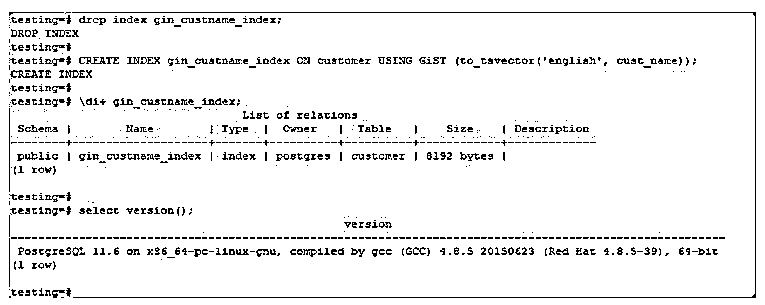 testing=# drop index gin_custname_index;
DROP INDEX
testing=#
testing=# CREATE INDEX gin_custname_index ON customer USING GiST (to_tsvector('english', cust_name));
CREATE INDEX
testing=#
testing=# \di+ gin_custname_index;
List of relations
Schema | Name | Type | Owner | Table | Size | Description
--------+--------------------+-------+----------+----------+------------+-------------
public | gin_custname_index | index | postgres | customer | 8192 bytes |
(1 row)
testing=#
testing=# select version();
version
---------------------------------------------------------------------------------------------------------
PostgreSQL 11.6 on x86_64-pc-linux-gnu, compiled by gcc (GCC) 4.8.5 20150623 (Red Hat 4.8.5-39), 64-bit
(1 row)
testing=#